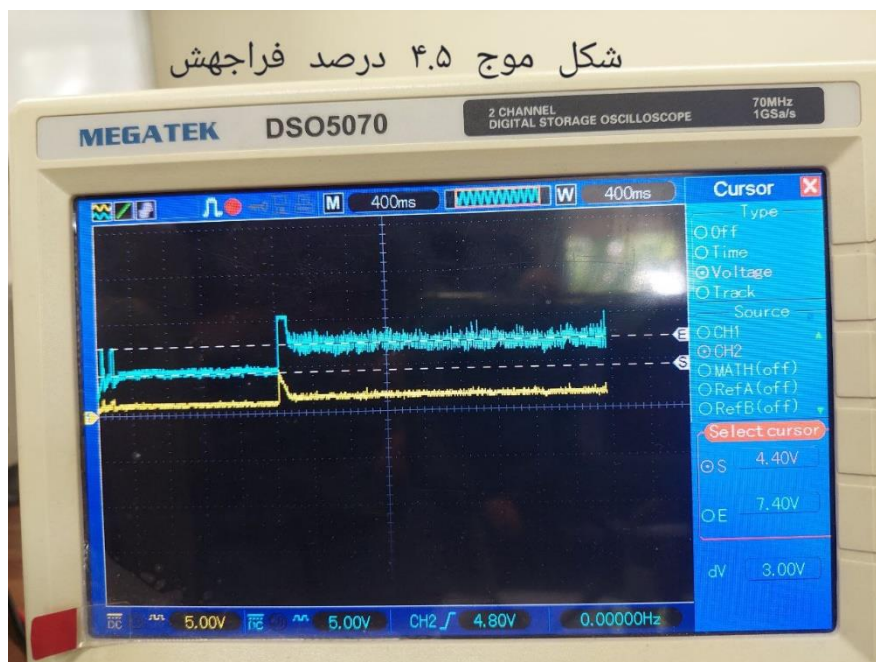 شکل موج ۴.۵ درصد فراجهش
MEGATEK DSO5070
2 CHANNEL
DIGITAL STORAGE OSCILLOSCOPE
70MHz
1GSa/s
M 400ms W 400ms
Cursor X
Type
Off
Time
Voltage
Track
Source
CH1
CH2
MATH(off)
RefA(off)
RefB(off)
Select cursor
S 4.40V
E 7.40V
dV 3.00V
E
S
DC 5.00V DC 5.00V CH2 4.80V 0.00000Hz